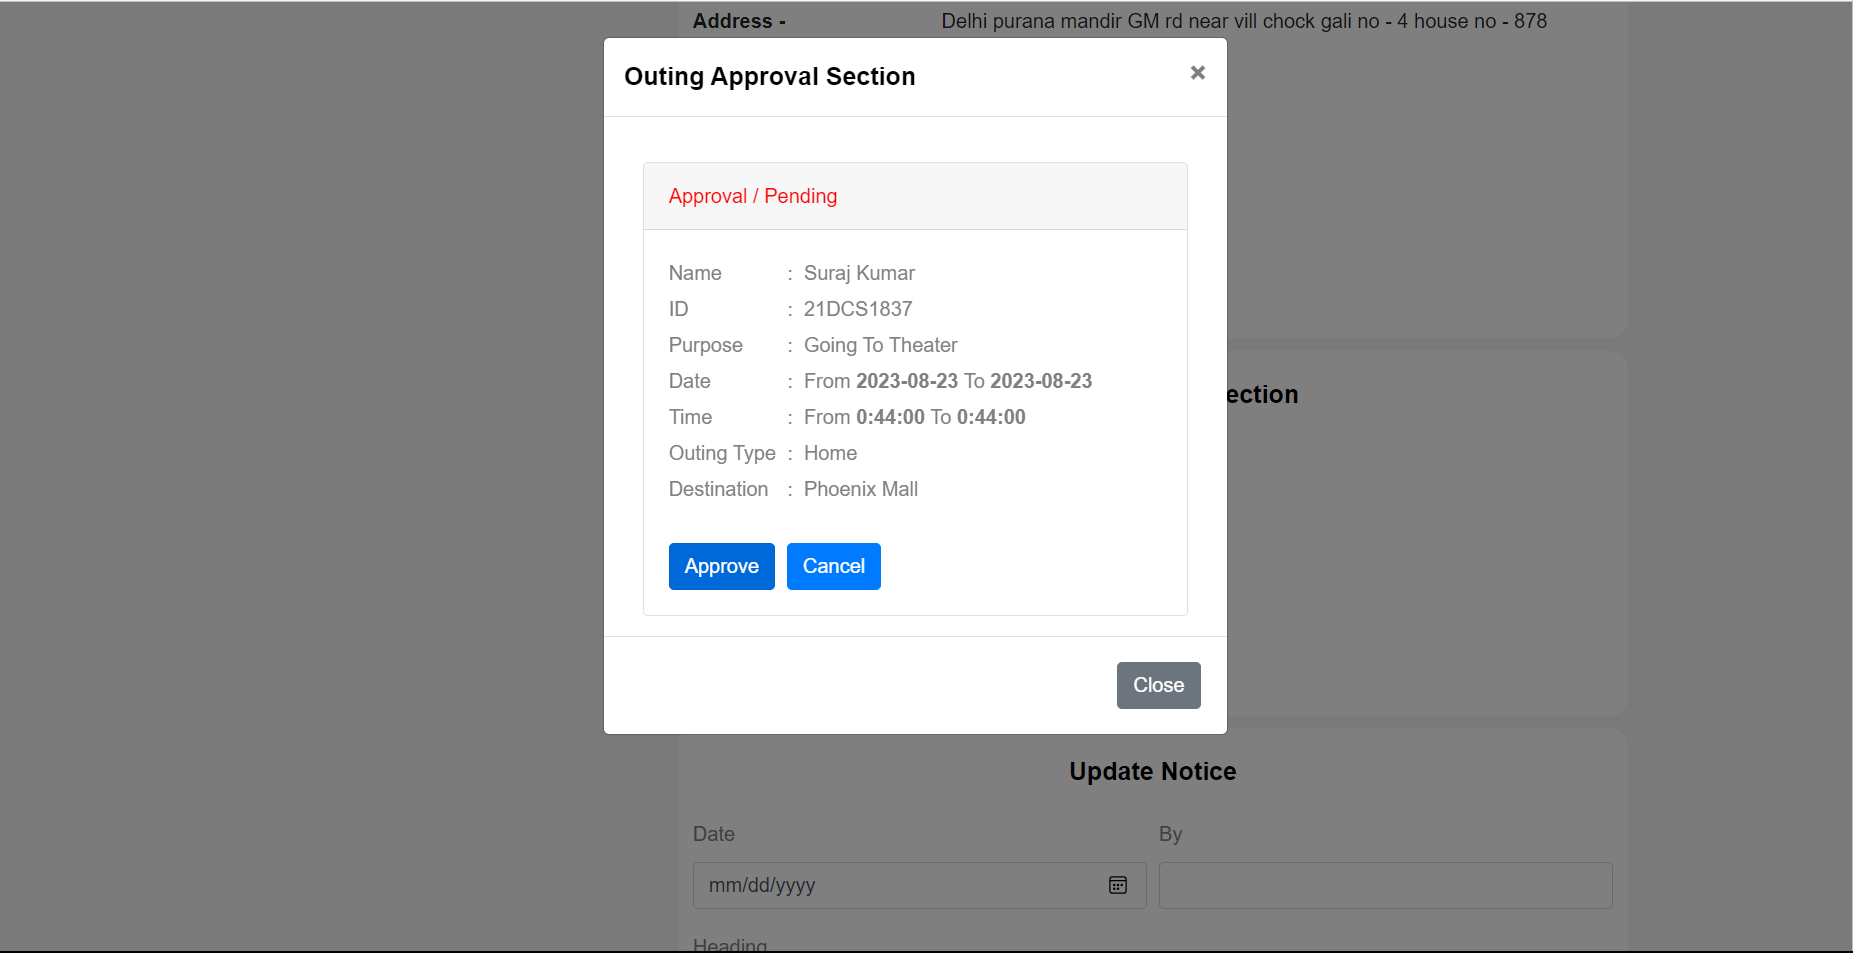 Address - Delhi purana mandir GM rd near vill chock gali no - 4 house no - 878
Outing Approval Section ×
Approval / Pending
Name : Suraj Kumar
ID : 21DCS1837
Purpose : Going To Theater
Date : From 2023-08-23 To 2023-08-23
ection
Time : From 0:44:00 To 0:44:00
Outing Type : Home
Destination : Phoenix Mall
Approve Cancel
Close
Update Notice
Date By
mm/dd/yyyy
Heading